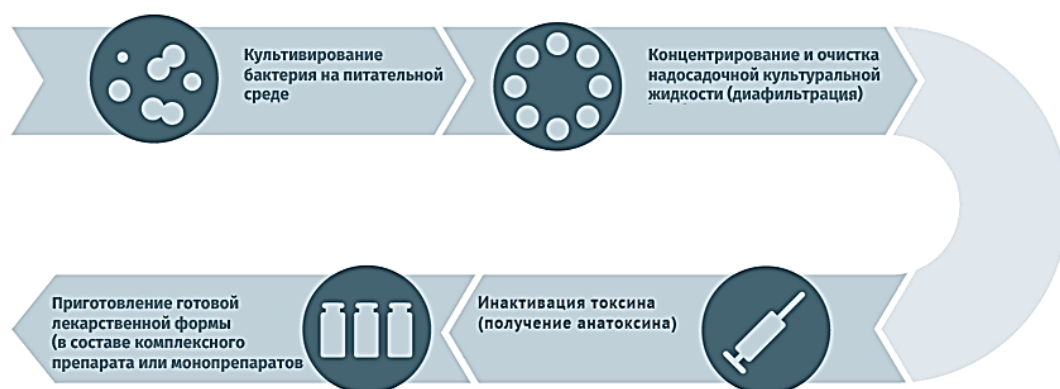 Культивирование
бактерия на питательной
среде
Концентрирование и очистка
надосадочной культуральной
жидкости (диафильтрация)
Инактивация токсина
(получение анатоксина)
Приготовление готовой
лекарственной формы
(в составе комплексного
препарата или монопрепаратов